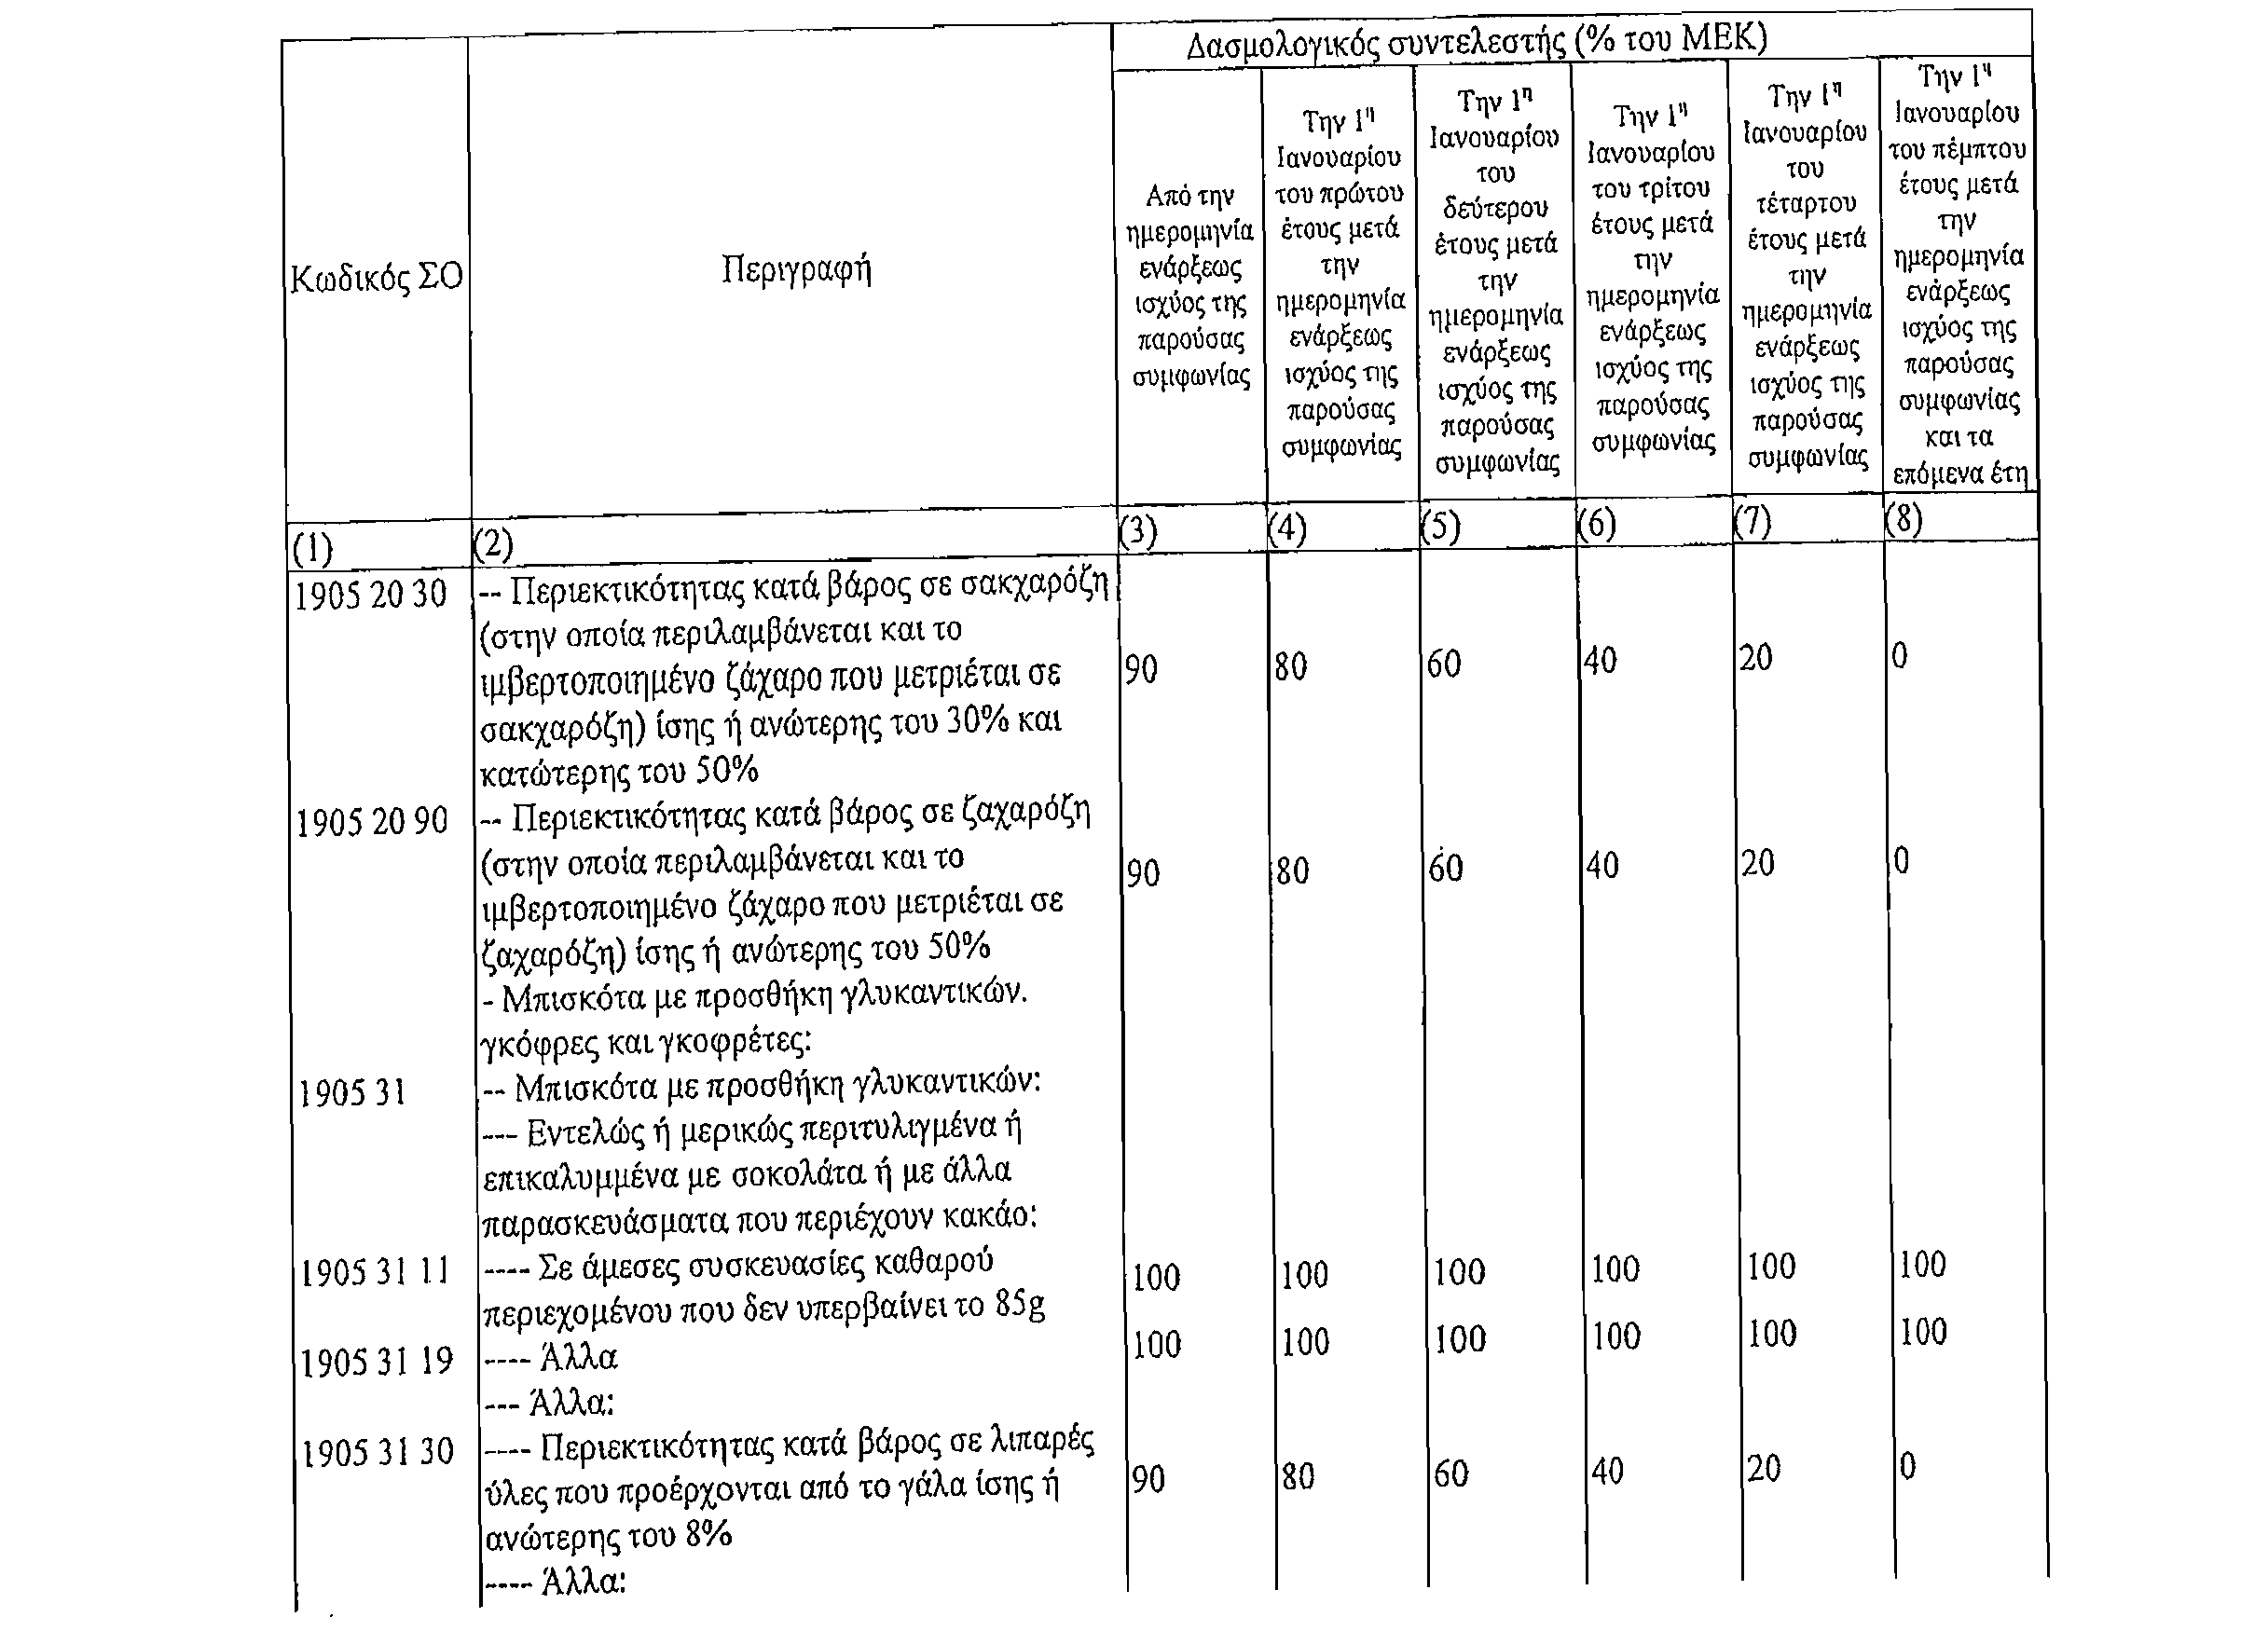 Δασμολογικός συντελεστής (% του ΜΕΚ)
Κωδικός ΣΟ
Περιγραφή
Από την
ημερομηνία
ενάρξεως
ισχύος της
παρούσας
συμφωνίας
Την 1η
Ιανουαρίου
του πρώτου
έτους μετά
την
ημερομηνία
ενάρξεως
ισχύος της
παρούσας
συμφωνίας
Την 1η
Ιανουαρίου
του
δεύτερου
έτους μετά
την
ημερομηνία
ενάρξεως
ισχύος της
παρούσας
συμφωνίας
Την 1η
Ιανουαρίου
του τρίτου
έτους μετά
την
ημερομηνία
ενάρξεως
ισχύος της
παρούσας
συμφωνίας
Την 1η
Ιανουαρίου
του
τέταρτου
έτους μετά
την
ημερομηνία
ενάρξεως
ισχύος της
παρούσας
συμφωνίας
Την 1η
Ιανουαρίου
του πέμπτου
έτους μετά
την
ημερομηνία
ενάρξεως
ισχύος της
παρούσας
συμφωνίας
και τα
επόμενα έτη
(1) (2) (3) (4) (5) (6) (7) (8)
1905 20 30 -- Περιεκτικότητας κατά βάρος σε σακχαρόζη
(στην οποία περιλαμβάνεται και το
ιμβερτοποιημένο ζάχαρο που μετριέται σε 90 80 60 40 20 0
σακχαρόζη) ίσης ή ανώτερης του 30% και
κατώτερης του 50%
1905 20 90 -- Περιεκτικότητας κατά βάρος σε ζαχαρόζη
(στην οποία περιλαμβάνεται και το 90 80 60 40 20 0
ιμβερτοποιημένο ζάχαρο που μετριέται σε
ζαχαρόζη) ίσης ή ανώτερης του 50%
- Μπισκότα με προσθήκη γλυκαντικών.
γκόφρες και γκοφρέτες:
1905 31 -- Μπισκότα με προσθήκη γλυκαντικών:
--- Εντελώς ή μερικώς περιτυλιγμένα ή
επικαλυμμένα με σοκολάτα ή με άλλα
παρασκευάσματα που περιέχουν κακάο:
1905 31 11 ---- Σε άμεσες συσκευασίες καθαρού 100 100 100 100 100 100
περιεχομένου που δεν υπερβαίνει το 85g
1905 31 19 ---- Άλλα 100 100 100 100 100 100
--- Άλλα:
1905 31 30 ---- Περιεκτικότητας κατά βάρος σε λιπαρές
ύλες που προέρχονται από το γάλα ίσης ή 90 80 60 40 20 0
ανώτερης του 8%
---- Άλλα: